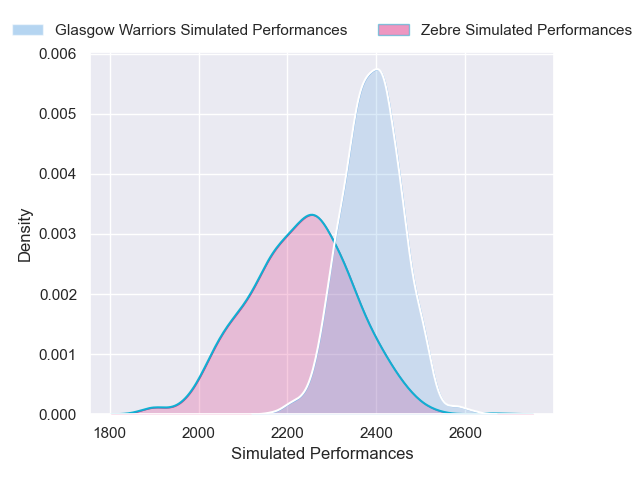 Glasgow Warriors Simulated Performances Zebre Simulated Performances
0.006
0.005
0.004
0.003
0.002
0.001
0.000
Density
1800 2000 2200 2400 2600
Simulated Performances